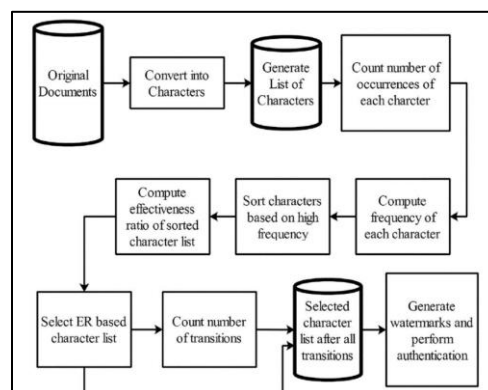 Original
Documents
Convert into
Characters
Generate
List of
Characters
Count number of
occurrences of
each charcter
Compute
effectiveness
ratio of sorted
character list
Sort characters
based on high
frequency
Compute
frequency of
each character
Select ER based
character list
Count number
of transitions
Selected
character
list after all
transitions
Generate
watermarks and
perform
authentication